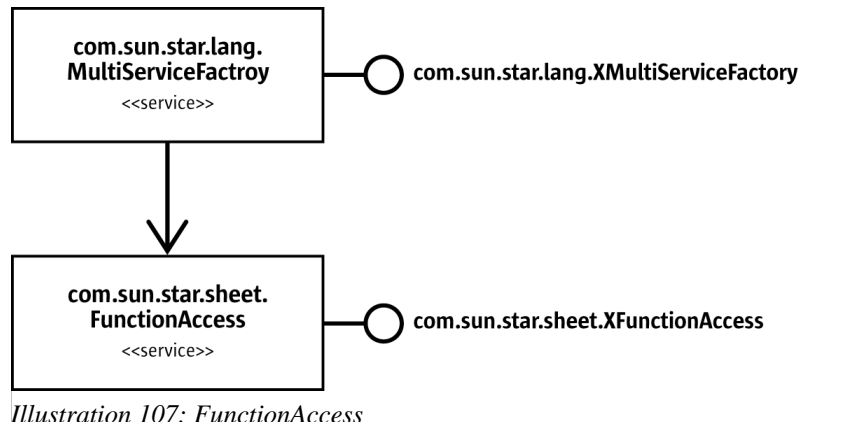 com.sun.star.lang.
MultiServiceFactroy
<<service>>
com.sun.star.lang.XMultiServiceFactory
com.sun.star.sheet.
FunctionAccess
<<service>>
com.sun.star.sheet.XFunctionAccess
Illustration 107: FunctionAccess